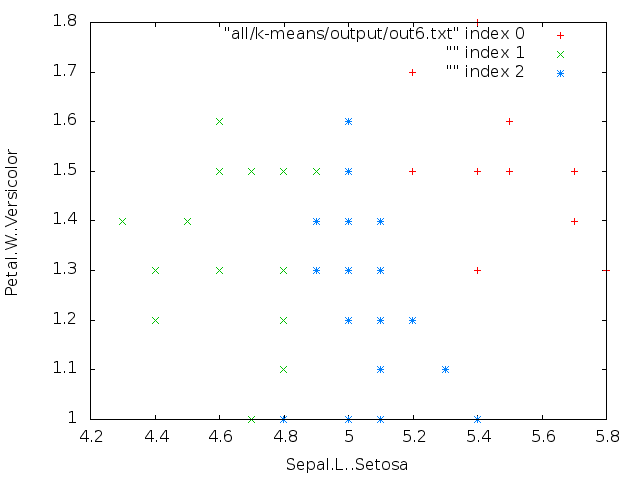 1.8
"all/k-means/output/out6.txt" index 0
"" index 1
"" index 2
1.7
1.6
1.5
1.4
1.3
1.2
1.1
1
Petal.W..Versicolor
4.2 4.4 4.6 4.8 5 5.2 5.4 5.6 5.8
Sepal.L..Setosa